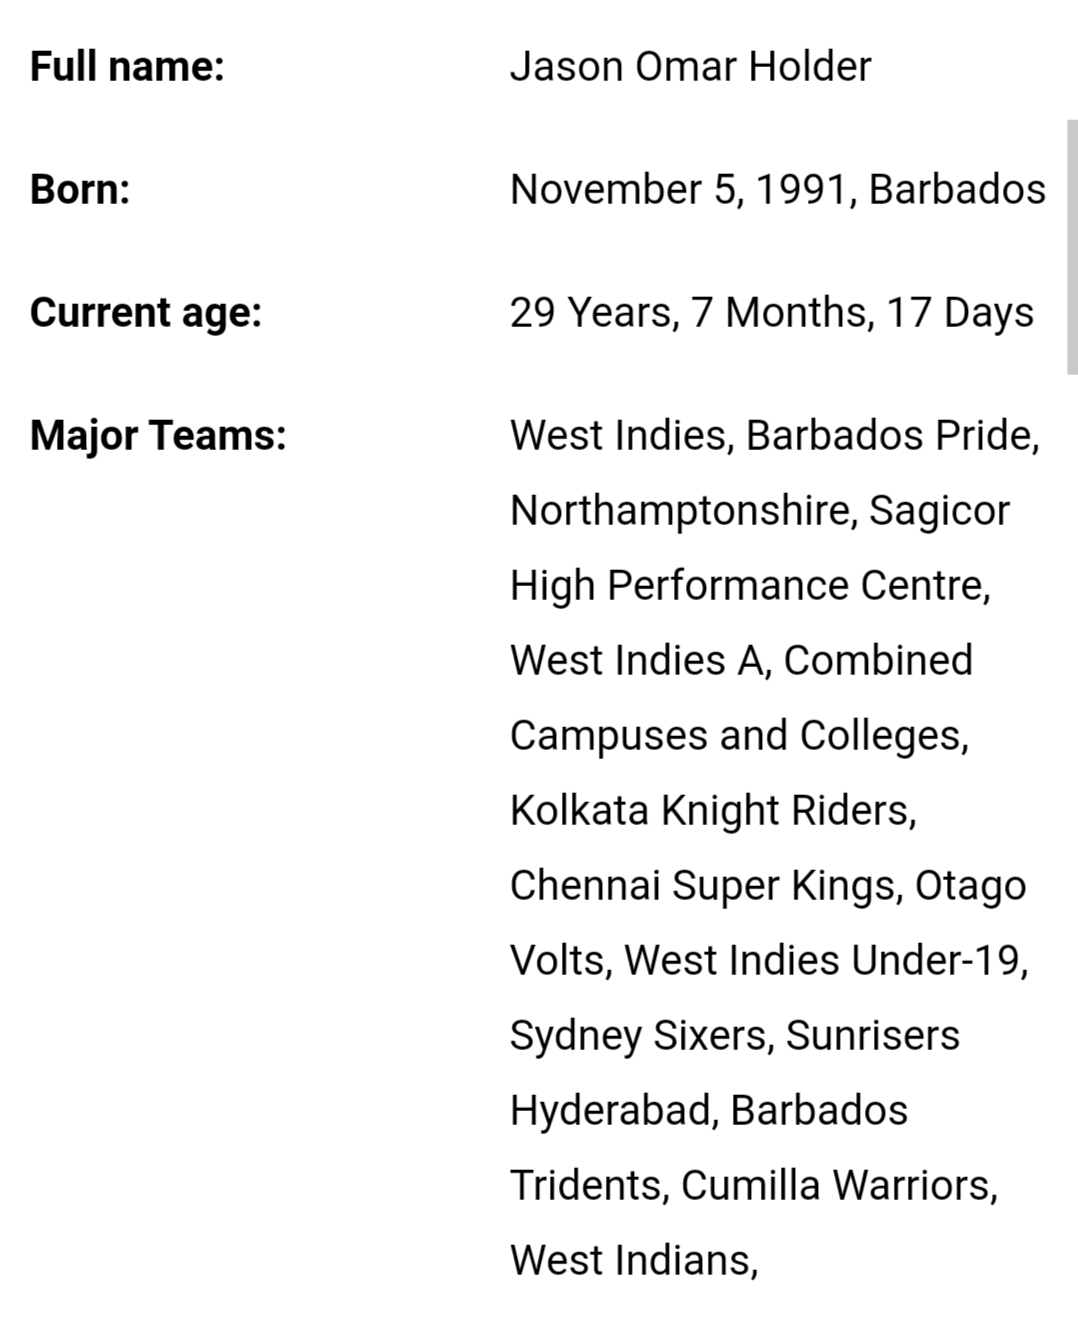 Full name: Jason Omar Holder
Born: November 5, 1991, Barbados
Current age: 29 Years, 7 Months, 17 Days
Major Teams: West Indies, Barbados Pride,
Northamptonshire, Sagicor
High Performance Centre,
West Indies A, Combined
Campuses and Colleges,
Kolkata Knight Riders,
Chennai Super Kings, Otago
Volts, West Indies Under-19,
Sydney Sixers, Sunrisers
Hyderabad, Barbados
Tridents, Cumilla Warriors,
West Indians,